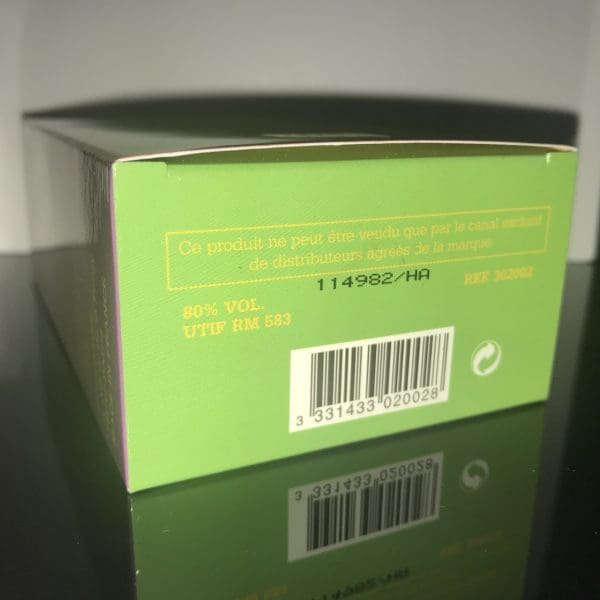 Ce produit ne peut être vendu que par le canal exclusif
de distributeurs agréés de la marque
114982/HA
80% VOL.
REF 302002
UTIF RM 583
3 331433 020028